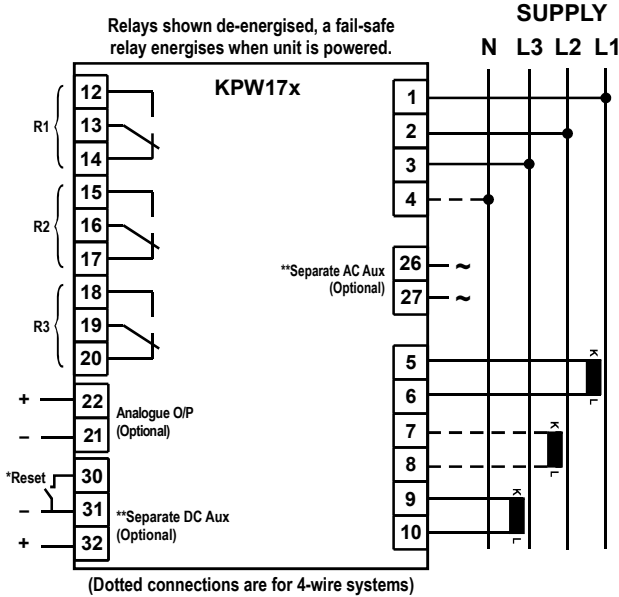 Relays shown de-energised, a fail-safe
relay energises when unit is powered.
SUPPLY
N L3 L2 L1
KPW17x
R1
12
13
14
R2
15
16
17
R3
18
19
20
+ 22
– 21
Analogue O/P
(Optional)
*Reset
30
– 31
+ 32
**Separate DC Aux
(Optional)
1
2
3
4
**Separate AC Aux
(Optional)
26 ~
27 ~
5
6
K
L
7
8
K
L
9
10
K
L
(Dotted connections are for 4-wire systems)